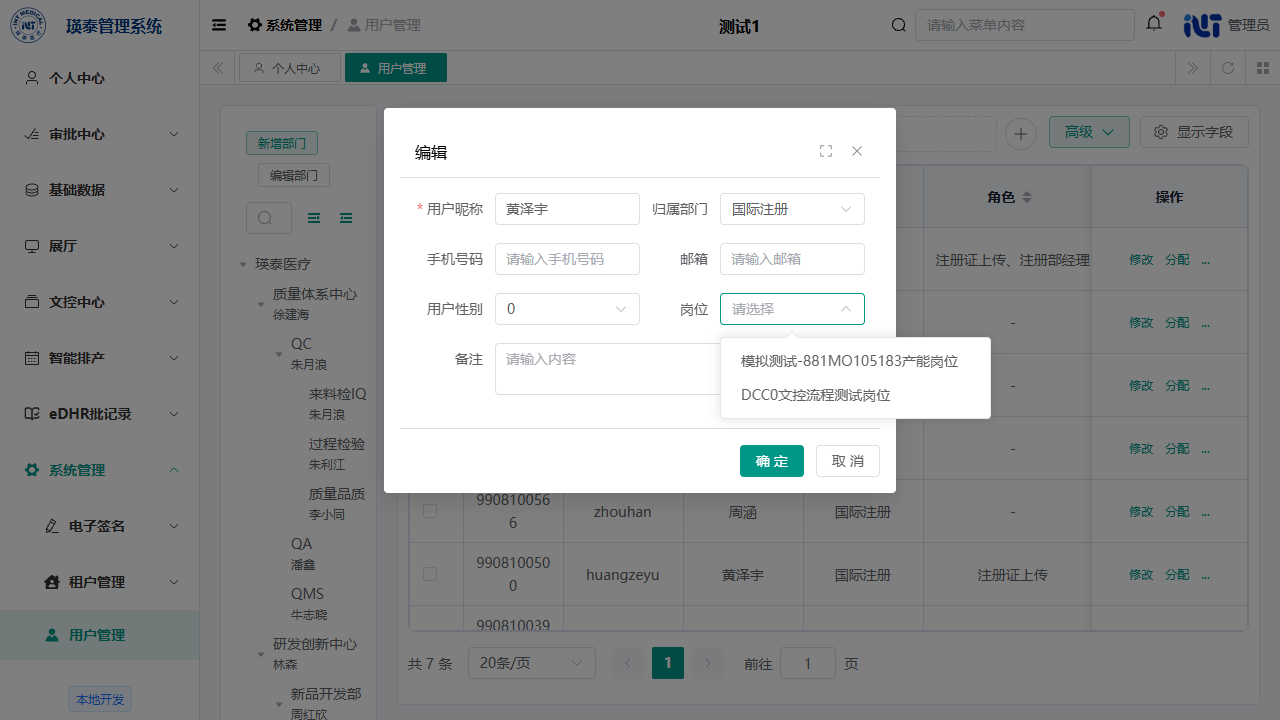 瑛泰管理系统
系统管理 / 用户管理
测试1
请输入菜单内容
管理员
个人中心
用户管理
个人中心
审批中心
基础数据
展厅
文控中心
智能排产
eDHR批记录
系统管理
电子签名
租户管理
用户管理
本地开发
新增部门
编辑部门
瑛泰医疗
质量体系中心
徐建海
QC
朱月浪
来料检IQ
朱月浪
过程检验
朱利江
质量品质
李小同
QA
潘鑫
QMS
牛志晓
研发创新中心
林森
新品开发部
周红欣
高级
显示字段
角色
操作
注册证上传、注册部经理
修改 分配 ...
-
修改 分配 ...
-
修改 分配 ...
-
修改 分配 ...
编辑
* 用户昵称
黄泽宇
归属部门
国际注册
手机号码
请输入手机号码
邮箱
请输入邮箱
用户性别
0
岗位
请选择
备注
请输入内容
模拟测试-881MO105183产能岗位
DCC0文控流程测试岗位
确 定
取 消
990810056
6
zhouhan
周涵
国际注册
-
修改 分配 ...
990810050
0
huangzeyu
黄泽宇
国际注册
注册证上传
修改 分配 ...
990810039
共 7 条
20条/页
1
前往
1
页